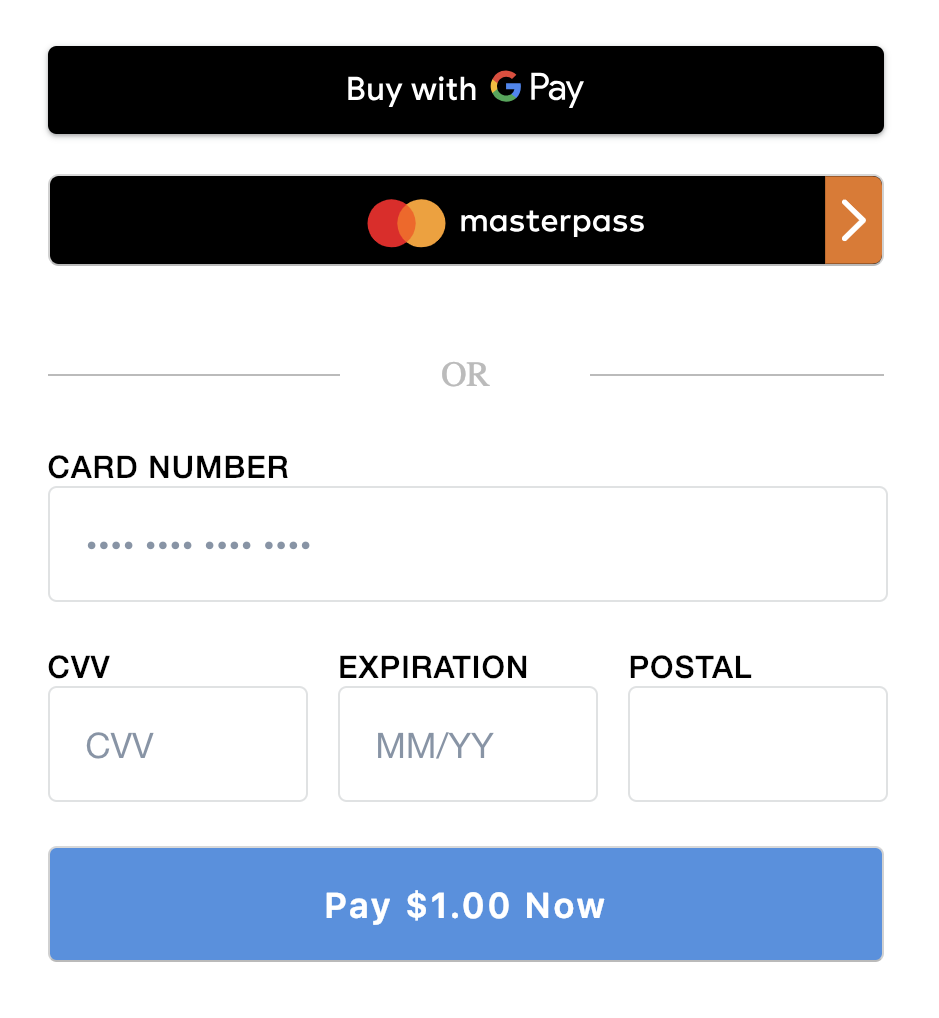 Buy with G Pay
masterpass
OR
CARD NUMBER
•••• •••• •••• ••••
CVV EXPIRATION POSTAL
CVV MM/YY
Pay $1.00 Now